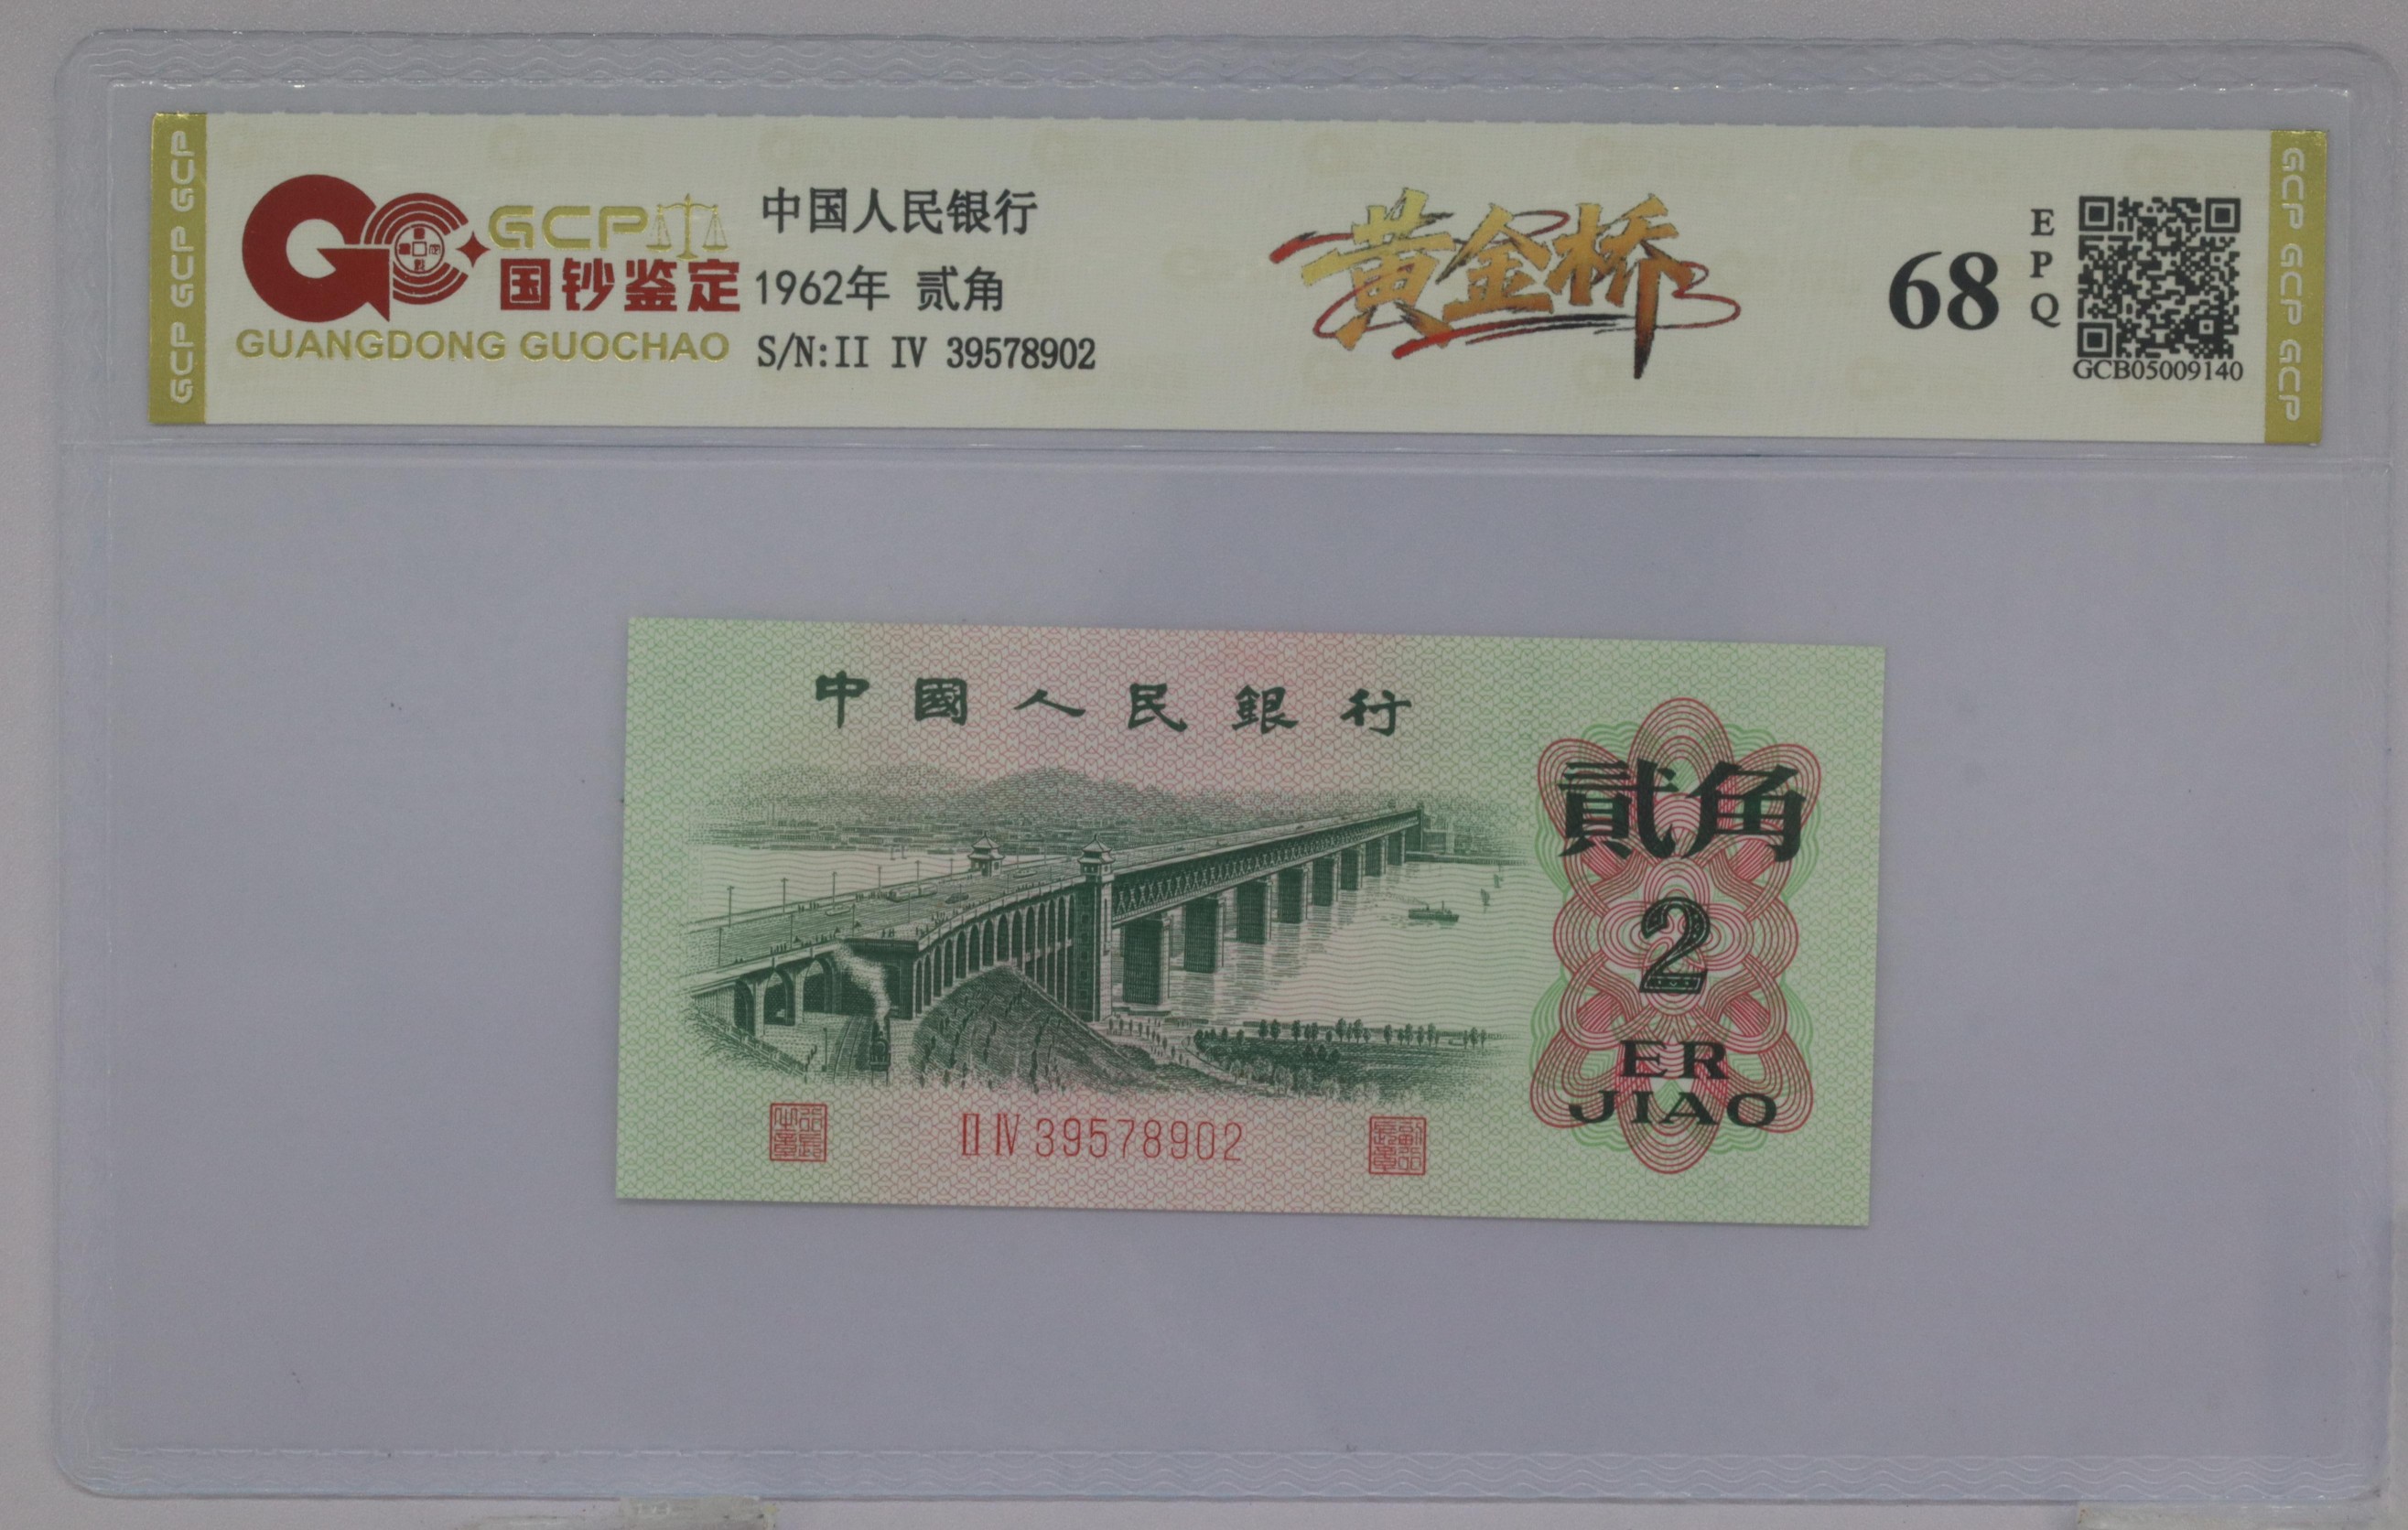 GCP GCP GCP
GCP
国钞鉴定
GUANGDONG GUOCHAO
中国人民银行
1962年 贰角
S/N:II IV 39578902
黄金桥
68
EPQ
GCB05009140
GCP GCP GCP
中國人民銀行
貳角
2
ER
JIAO
II IV 39578902